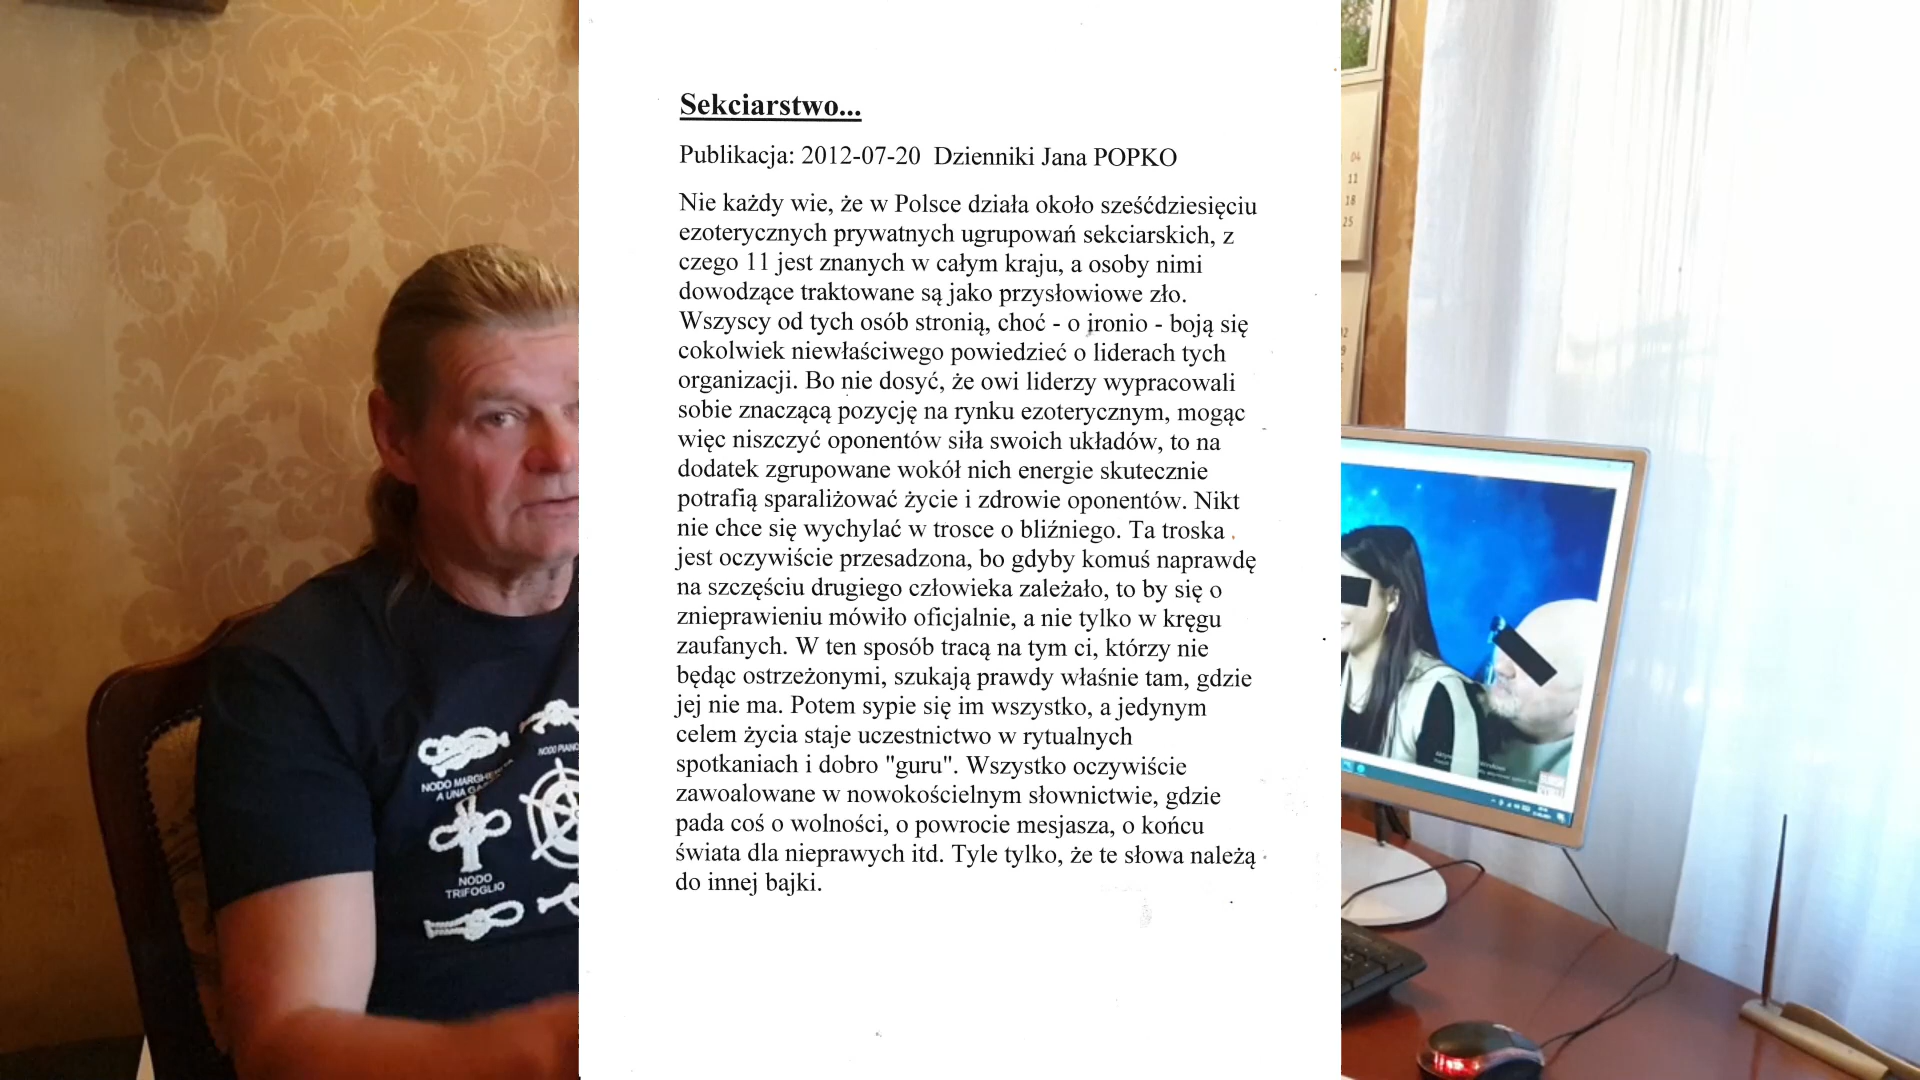 Sekciarstwo...
Publikacja: 2012-07-20 Dzienniki Jana POPKO
Nie każdy wie, że w Polsce działa około sześćdziesięciu
ezoterycznych prywatnych ugrupowań sekciarskich, z
czego 11 jest znanych w całym kraju, a osoby nimi
dowodzące traktowane są jako przysłowiowe zło.
Wszyscy od tych osób stronią, choć - o ironio - boją się
cokolwiek niewłaściwego powiedzieć o liderach tych
organizacji. Bo nie dosyć, że owi liderzy wypracowali
sobie znaczącą pozycję na rynku ezoterycznym, mogąc
więc niszczyć oponentów siła swoich układów, to na
dodatek zgrupowane wokół nich energie skutecznie
potrafią sparaliżować życie i zdrowie oponentów. Nikt
nie chce się wychylać w trosce o bliźniego. Ta troska
jest oczywiście przesadzona, bo gdyby komuś naprawdę
na szczęściu drugiego człowieka zależało, to by się o
znieprawieniu mówiło oficjalnie, a nie tylko w kręgu
zaufanych. W ten sposób tracą na tym ci, którzy nie
będąc ostrzeżonymi, szukają prawdy właśnie tam, gdzie
jej nie ma. Potem sypie się im wszystko, a jedynym
celem życia staje uczestnictwo w rytualnych
spotkaniach i dobro "guru". Wszystko oczywiście
zawoalowane w nowokościelnym słownictwie, gdzie
pada coś o wolności, o powrocie mesjasza, o końcu
świata dla nieprawych itd. Tyle tylko, że te słowa należą
do innej bajki.
NODO PIANO
NODO
A UNA
NODO
TRIFOGLIO
04
11
18
25